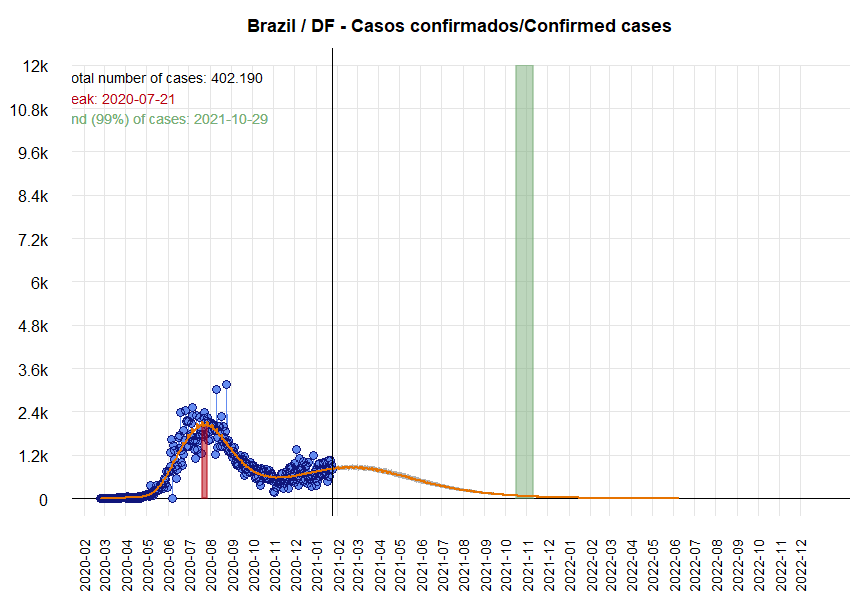 Brazil / DF - Casos confirmados/Confirmed cases
12k
otal number of cases: 402.190
eak: 2020-07-21
10.8k
nd (99%) of cases: 2021-10-29
9.6k
8.4k
7.2k
6k
4.8k
3.6k
2.4k
1.2k
0
2020-02
2020-03
2020-04
2020-05
2020-06
2020-07
2020-08
2020-09
2020-10
2020-11
2020-12
2021-01
2021-02
2021-03
2021-04
2021-05
2021-06
2021-07
2021-08
2021-09
2021-10
2021-11
2021-12
2022-01
2022-02
2022-03
2022-04
2022-05
2022-06
2022-07
2022-08
2022-09
2022-10
2022-11
2022-12